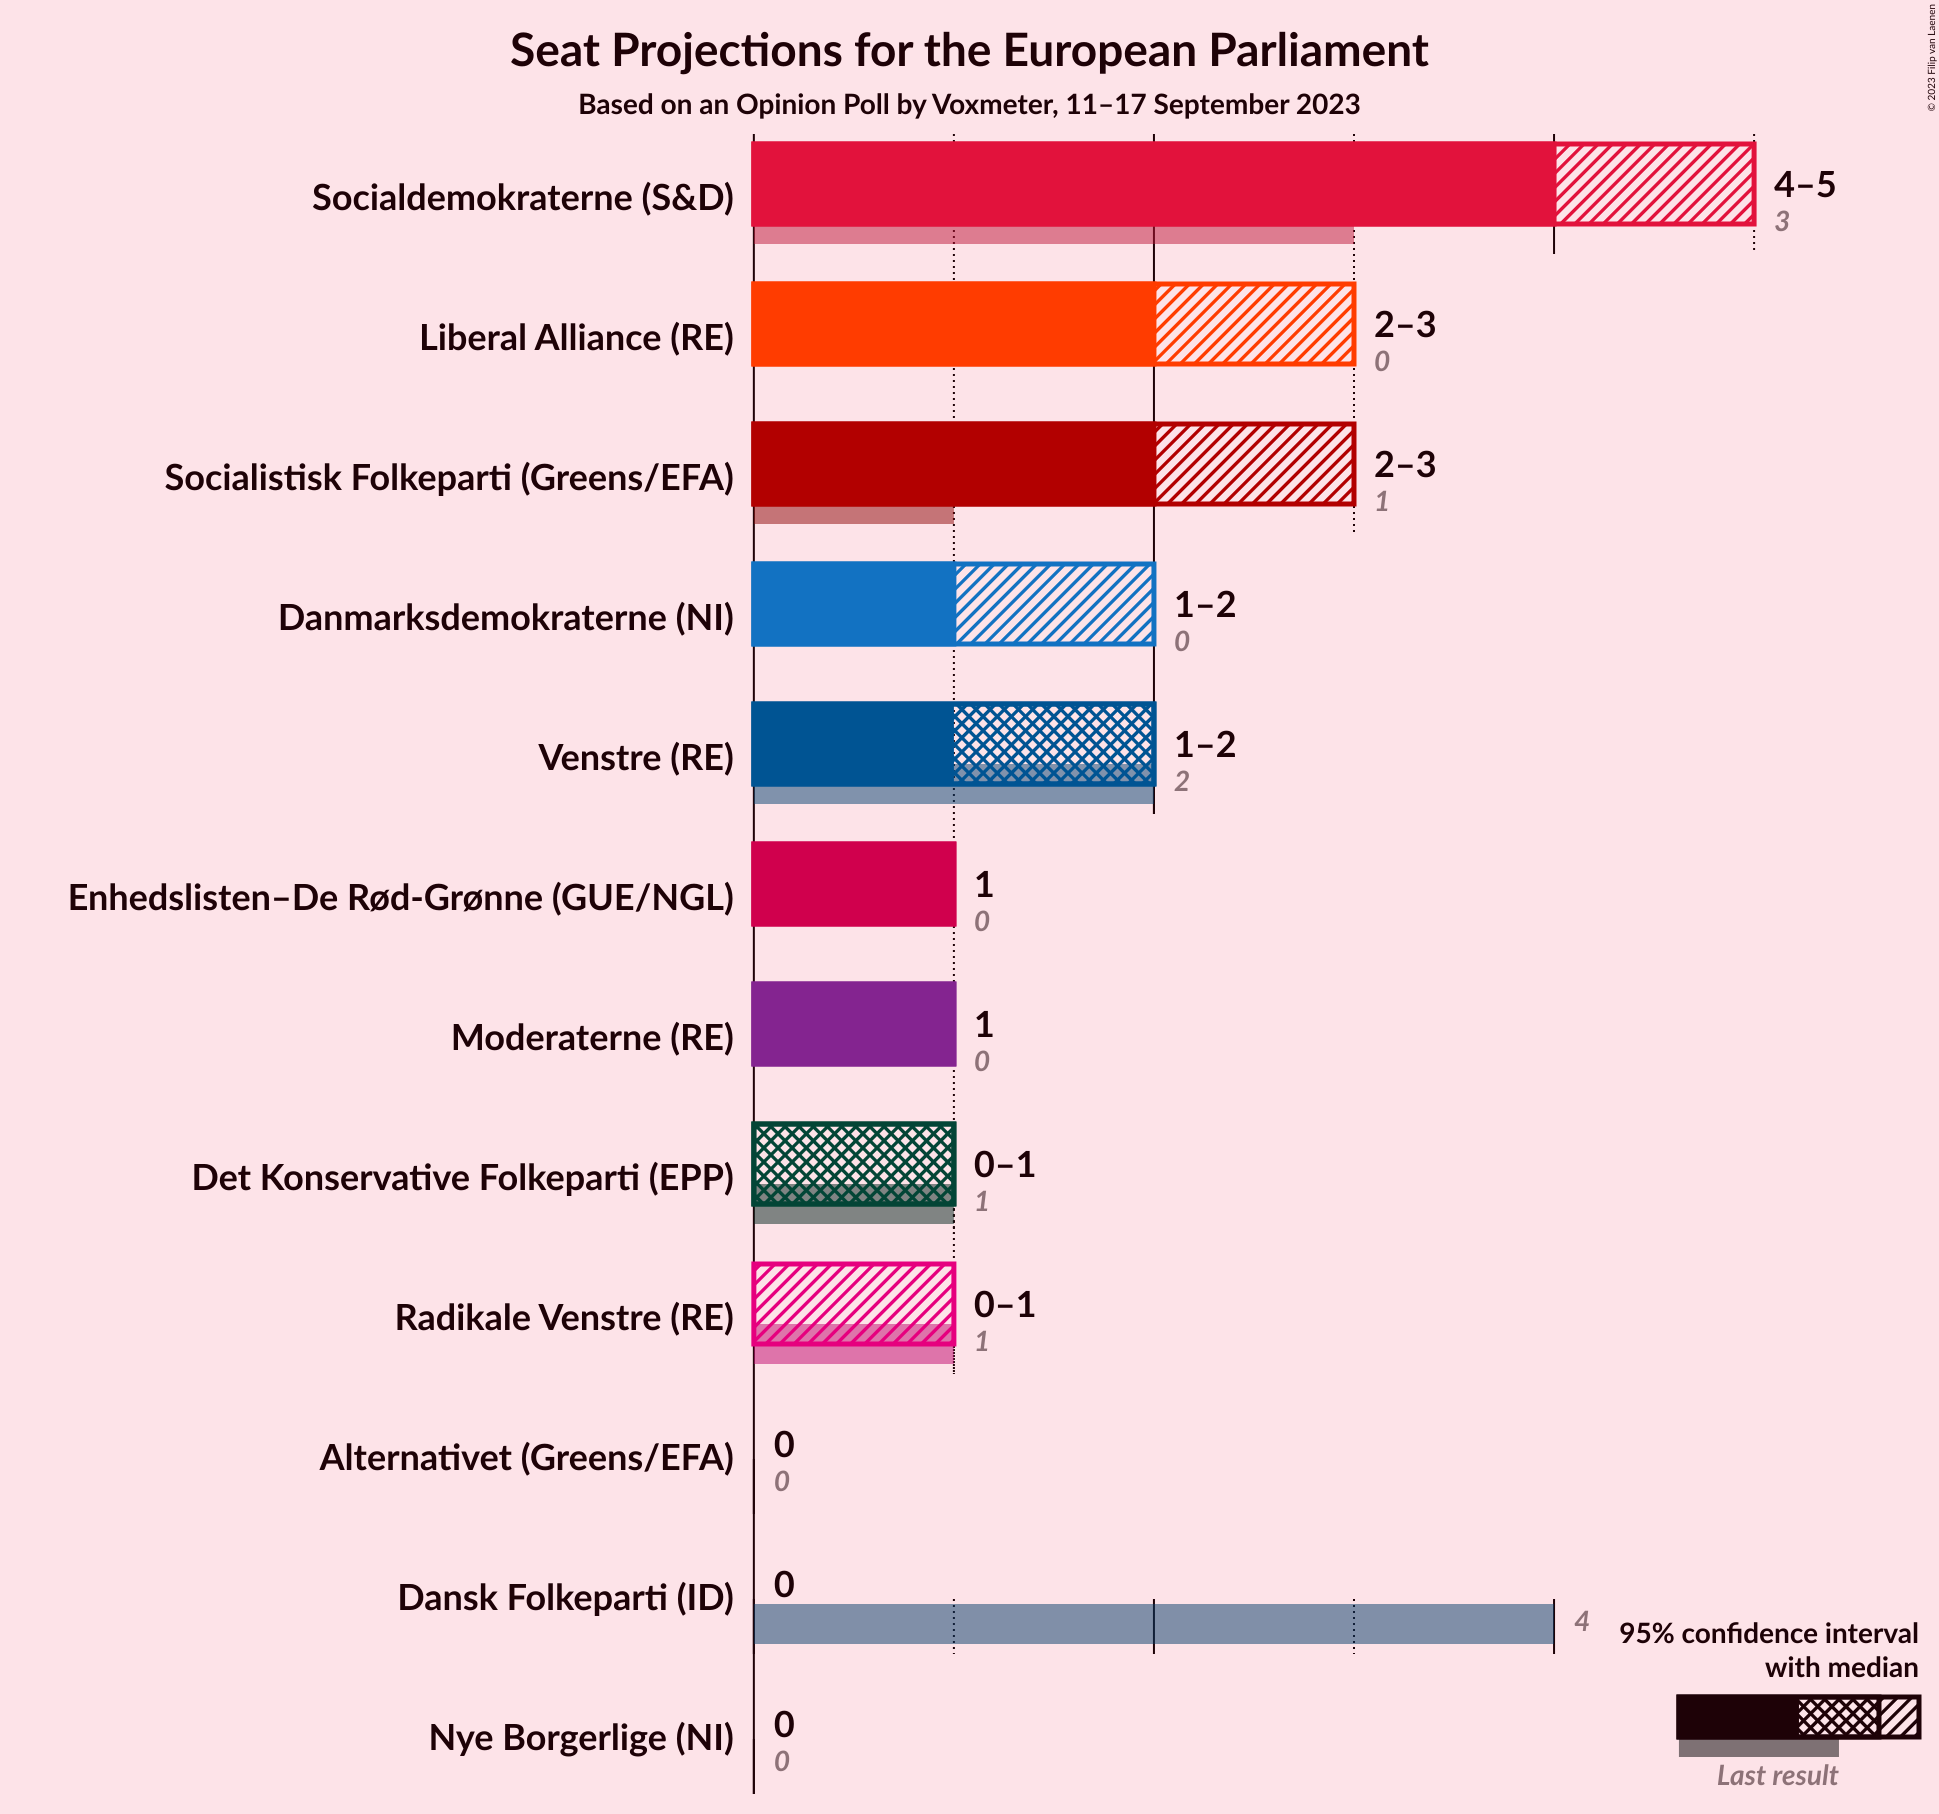 Seat Projections for the European Parliament
Based on an Opinion Poll by Voxmeter, 11–17 September 2023
© 2023 Filip van Laenen
Socialdemokraterne (S&D)
4–5
3
Liberal Alliance (RE)
2–3
0
Socialistisk Folkeparti (Greens/EFA)
2–3
1
Danmarksdemokraterne (NI)
1–2
0
Venstre (RE)
1–2
2
Enhedslisten–De Rød-Grønne (GUE/NGL)
1
0
Moderaterne (RE)
1
0
Det Konservative Folkeparti (EPP)
0–1
1
Radikale Venstre (RE)
0–1
1
Alternativet (Greens/EFA)
0
0
Dansk Folkeparti (ID)
0
4
Nye Borgerlige (NI)
0
0
95% confidence interval
with median
Last result